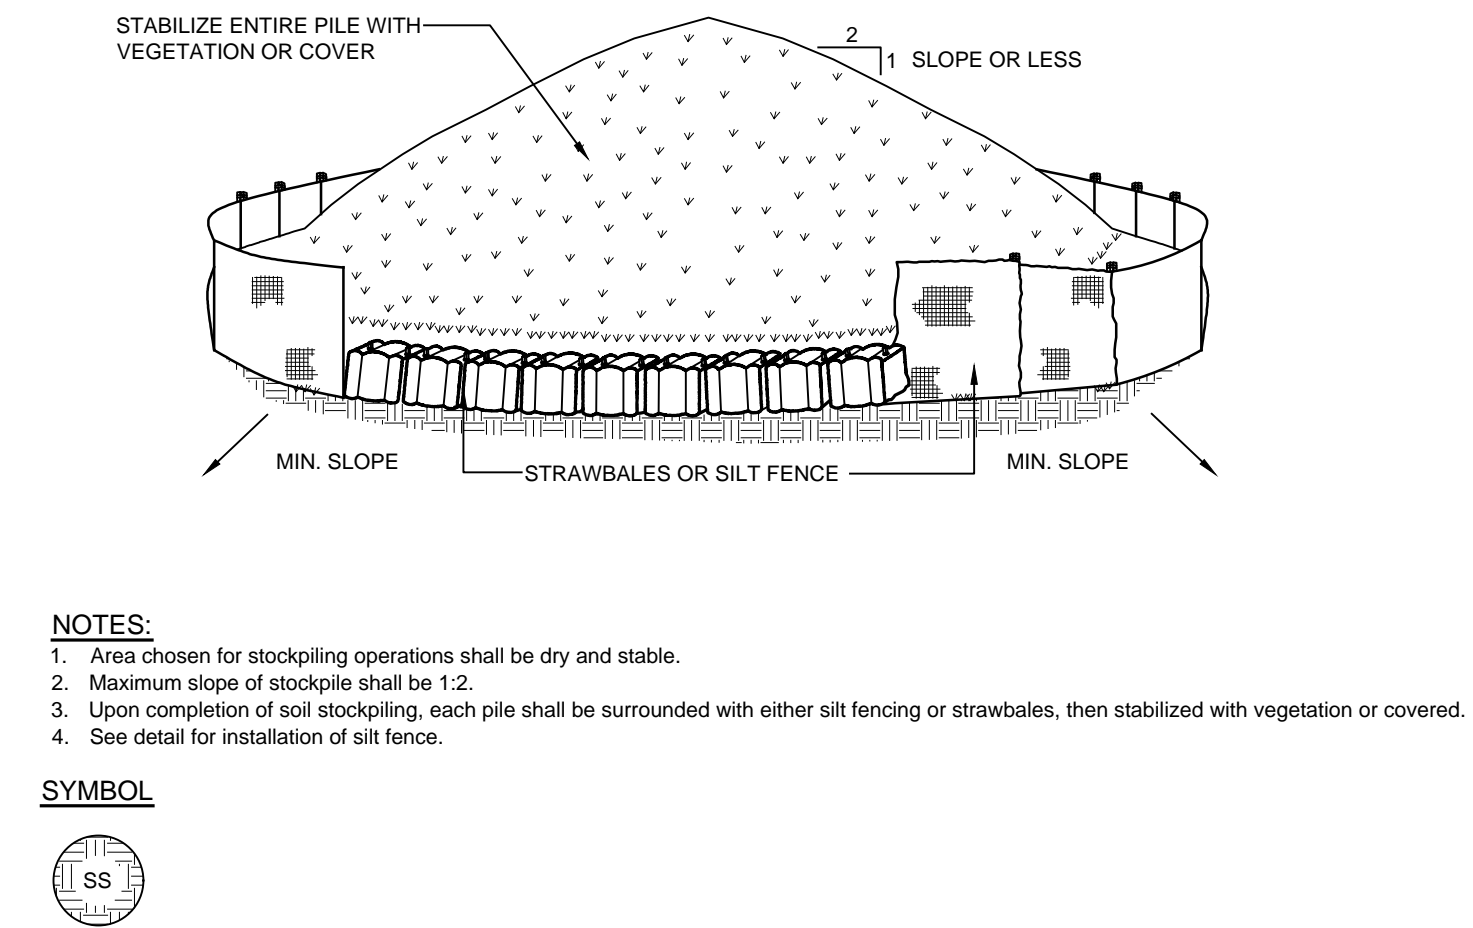 STABILIZE ENTIRE PILE WITH
VEGETATION OR COVER
2
1 SLOPE OR LESS
MIN. SLOPE
STRAWBALES OR SILT FENCE
MIN. SLOPE
NOTES:
1. Area chosen for stockpiling operations shall be dry and stable.
2. Maximum slope of stockpile shall be 1:2.
3. Upon completion of soil stockpiling, each pile shall be surrounded with either silt fencing or strawbales, then stabilized with vegetation or covered.
4. See detail for installation of silt fence.
SYMBOL
SS